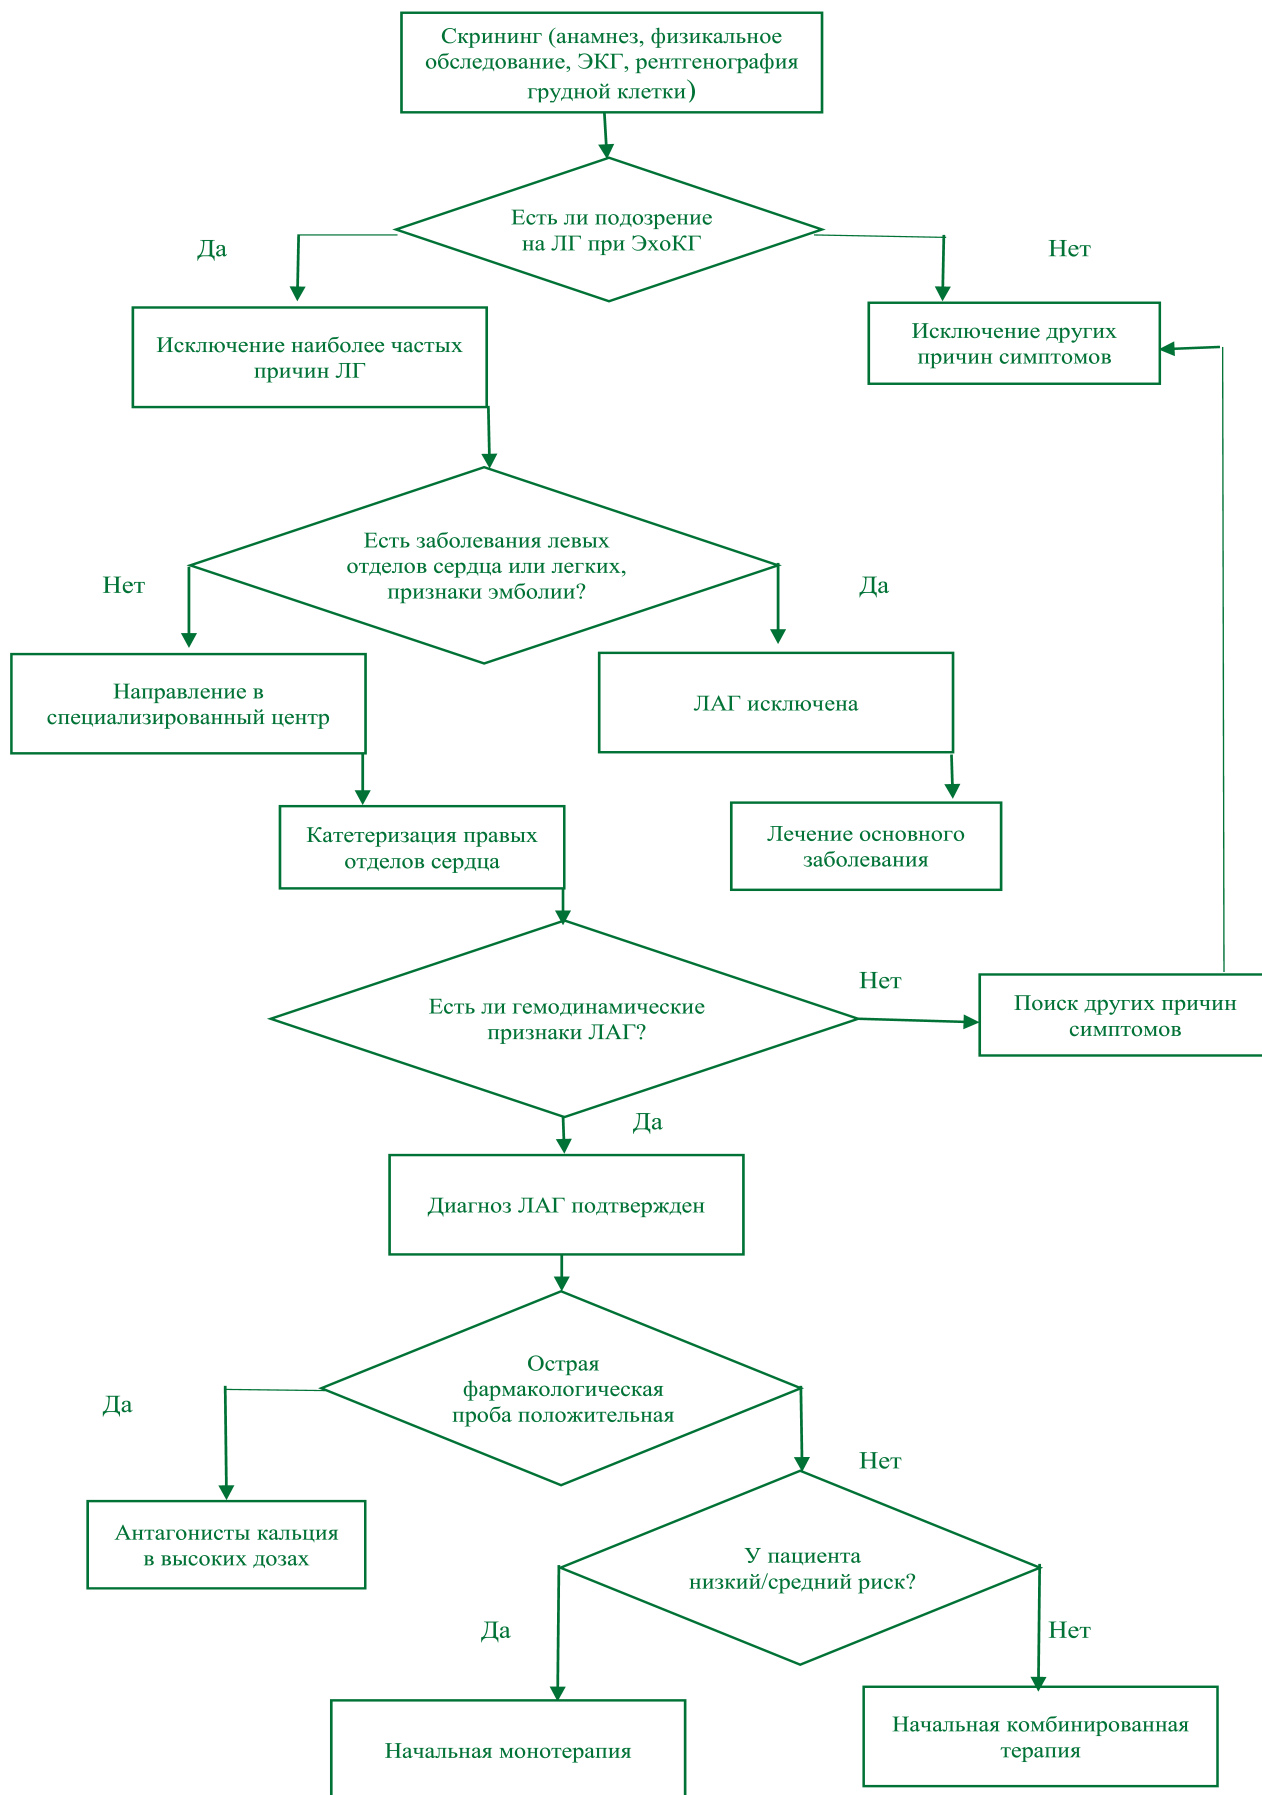 Скрининг (анамнез, физикальное
обследование, ЭКГ, рентгенография
грудной клетки)
Есть ли подозрение
на ЛГ при ЭхоКГ
Да
Нет
Исключение наиболее частых
причин ЛГ
Исключение других
причин симптомов
Есть заболевания левых
отделов сердца или легких,
признаки эмболии?
Нет
Да
Направление в
специализированный центр
ЛАГ исключена
Катетеризация правых
отделов сердца
Лечение основного
заболевания
Есть ли гемодинамические
признаки ЛАГ?
Нет
Поиск других причин
симптомов
Да
Диагноз ЛАГ подтвержден
Острая
фармакологическая
проба положительная
Да
Нет
Антагонисты кальция
в высоких дозах
У пациента
низкий/средний риск?
Да
Нет
Начальная монотерапия
Начальная комбинированная
терапия